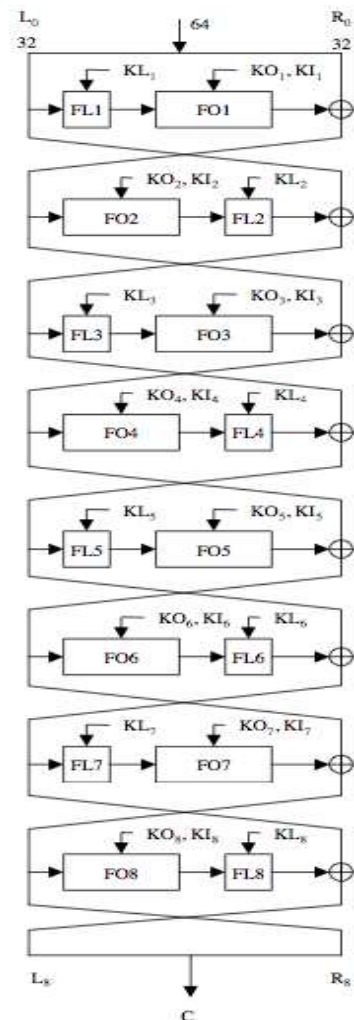 L₀ 64 R₀
32 32
KL₁ KO₁, KI₁
FL1 FO1
KO₂, KI₂ KL₂
FO2 FL2
KL₃ KO₃, KI₃
FL3 FO3
KO₄, KI₄ KL₄
FO4 FL4
KL₅ KO₅, KI₅
FL5 FO5
KO₆, KI₆ KL₆
FO6 FL6
KL₇ KO₇, KI₇
FL7 FO7
KO₈, KI₈ KL₈
FO8 FL8
L₈ R₈
C